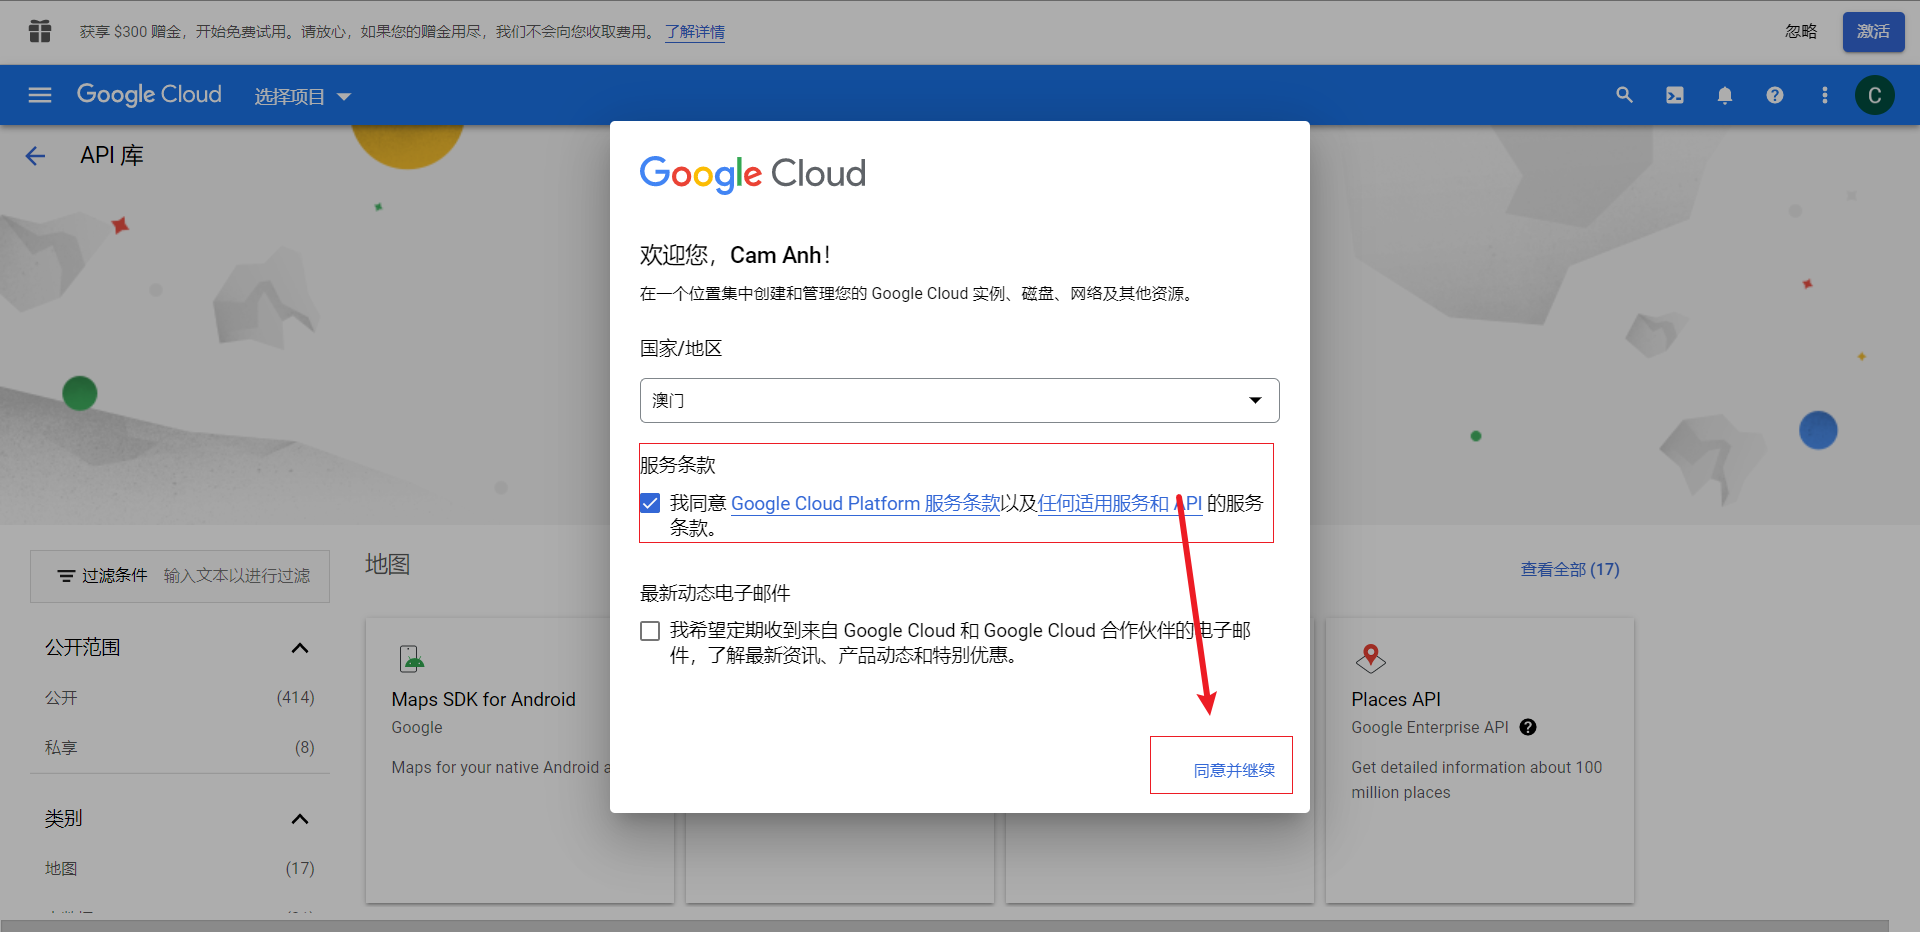 获享 $300 赠金，开始免费试用。请放心，如果您的赠金用尽，我们不会向您收取费用。 了解详情
忽略
激活
Google Cloud
选择项目
C
API 库
Google Cloud
欢迎您，Cam Anh！
在一个位置集中创建和管理您的 Google Cloud 实例、磁盘、网络及其他资源。
国家/地区
澳门
服务条款
我同意 Google Cloud Platform 服务条款以及任何适用服务和 API 的服务
条款。
最新动态电子邮件
我希望定期收到来自 Google Cloud 和 Google Cloud 合作伙伴的电子邮
件，了解最新资讯、产品动态和特别优惠。
同意并继续
过滤条件 输入文本以进行过滤
公开范围
公开 (414)
私享 (8)
类别
地图 (17)
地图
查看全部 (17)
Maps SDK for Android
Google
Maps for your native Android a
Places API
Google Enterprise API
Get detailed information about 100
million places